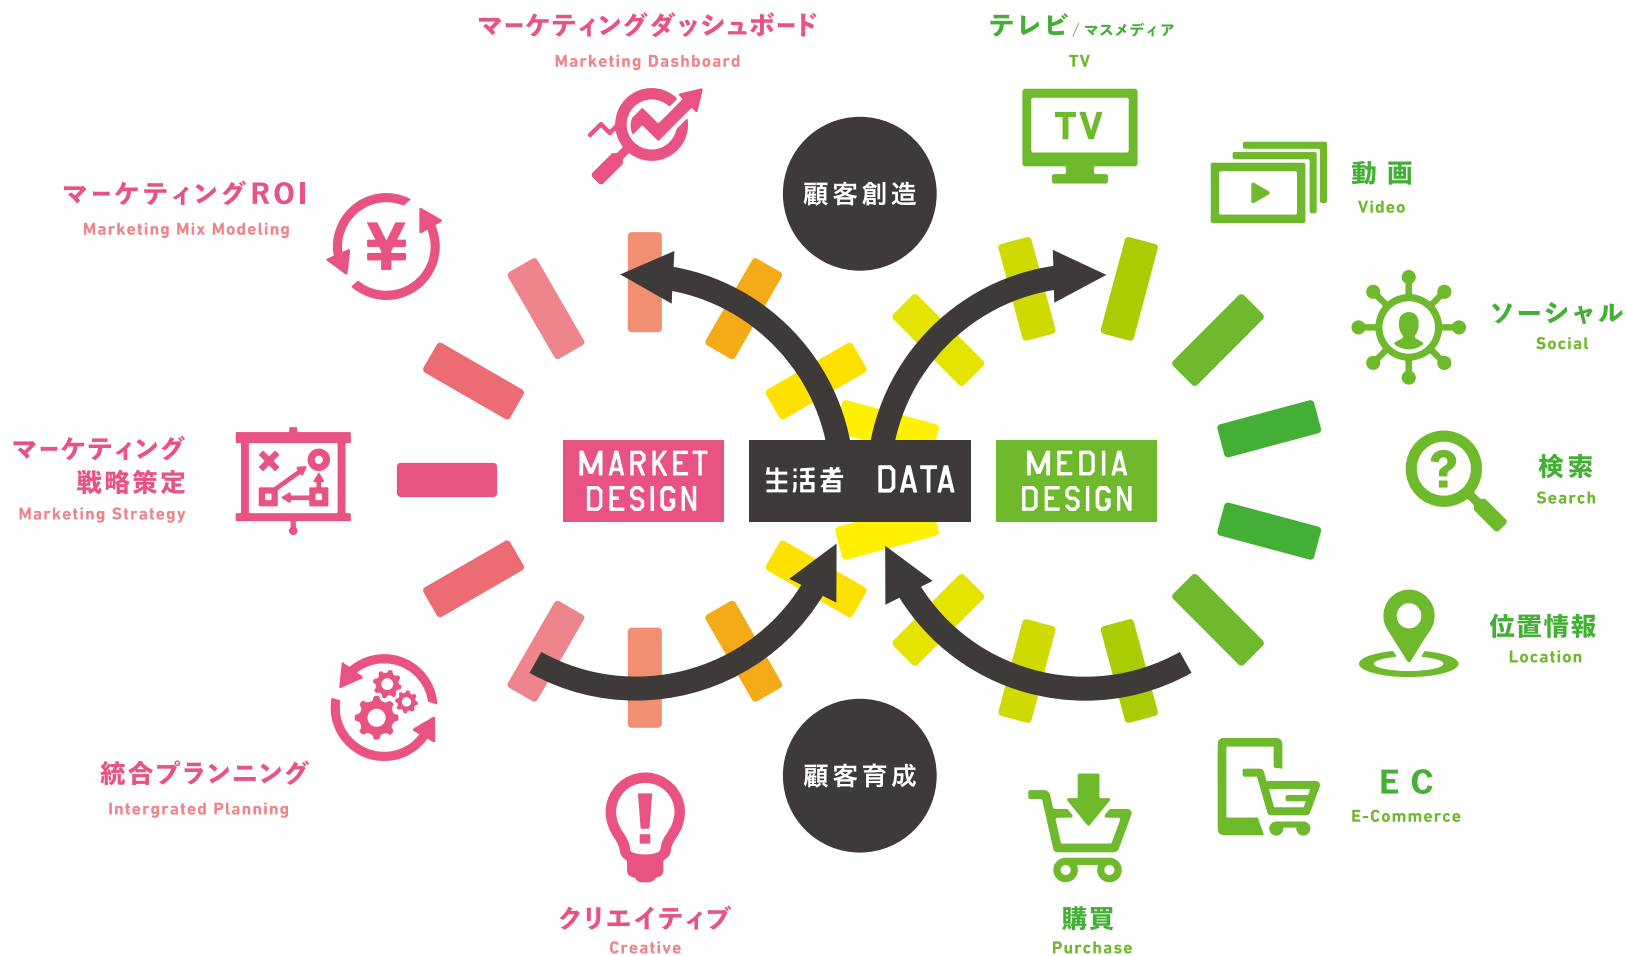 マーケティングダッシュボード
Marketing Dashboard
テレビ/マスメディア
TV
TV
動画
Video
顧客創造
マーケティングROI
Marketing Mix Modeling
¥
ソーシャル
Social
マーケティング
戦略策定
Marketing Strategy
MARKET
DESIGN
生活者 DATA
MEDIA
DESIGN
?
検索
Search
位置情報
Location
統合プランニング
Intergrated Planning
顧客育成
!
クリエイティブ
Creative
購買
Purchase
EC
E-Commerce